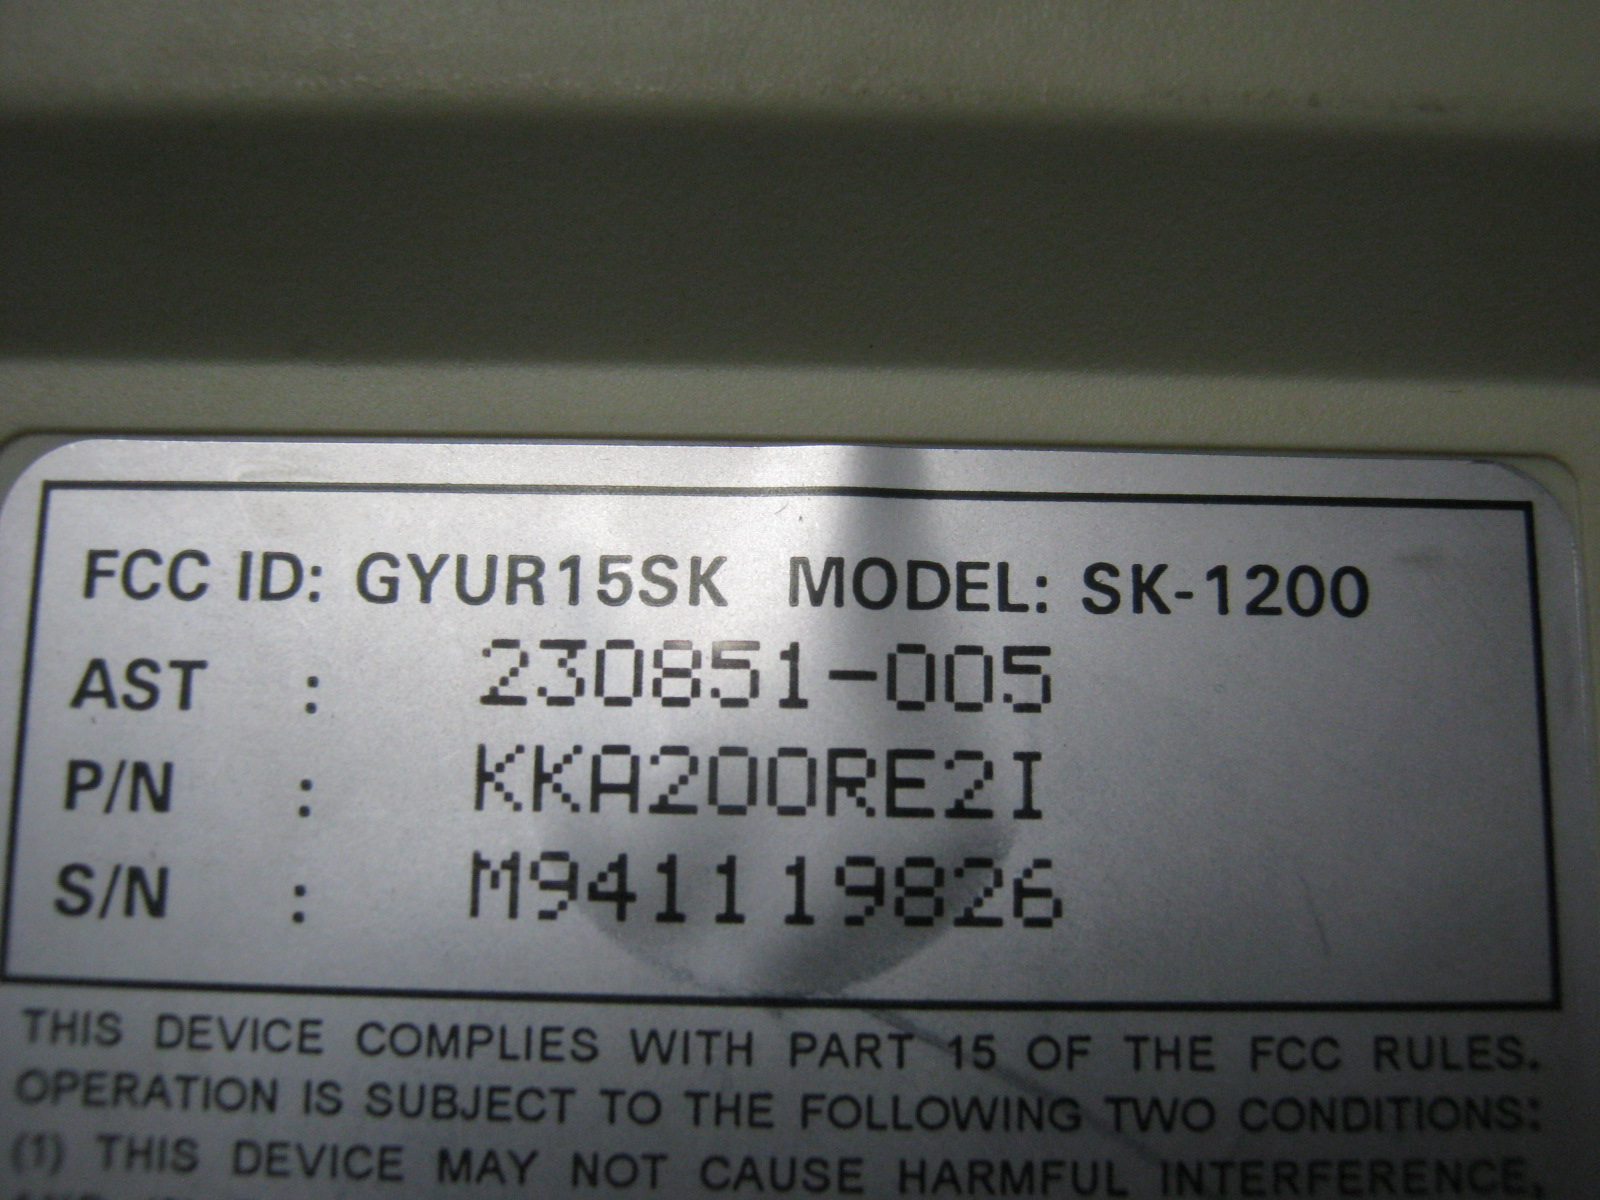 FCC ID: GYUR15SK MODEL: SK-1200
AST : 230851-005
P/N : KKA200RE2I
S/N : M941119826
THIS DEVICE COMPLIES WITH PART 15 OF THE FCC RULES.
OPERATION IS SUBJECT TO THE FOLLOWING TWO CONDITIONS:
(1) THIS DEVICE MAY NOT CAUSE HARMFUL INTERFERENCE,